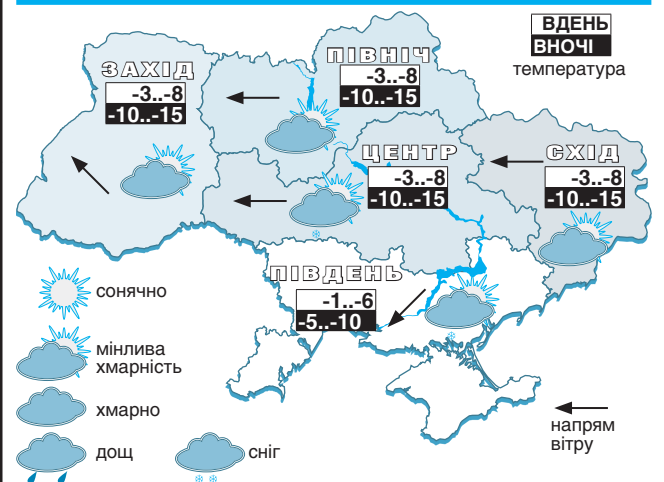 ВДЕНЬ
ВНОЧІ
температура
ПІВНІЧ
-3..-8
-10..-15
ЗАХІД
-3..-8
-10..-15
ЦЕНТР
-3..-8
-10..-15
СХІД
-3..-8
-10..-15
ПІВДЕНЬ
-1..-6
-5..-10
сонячно
мінлива
хмарність
хмарно
дощ
сніг
напрям
вітру